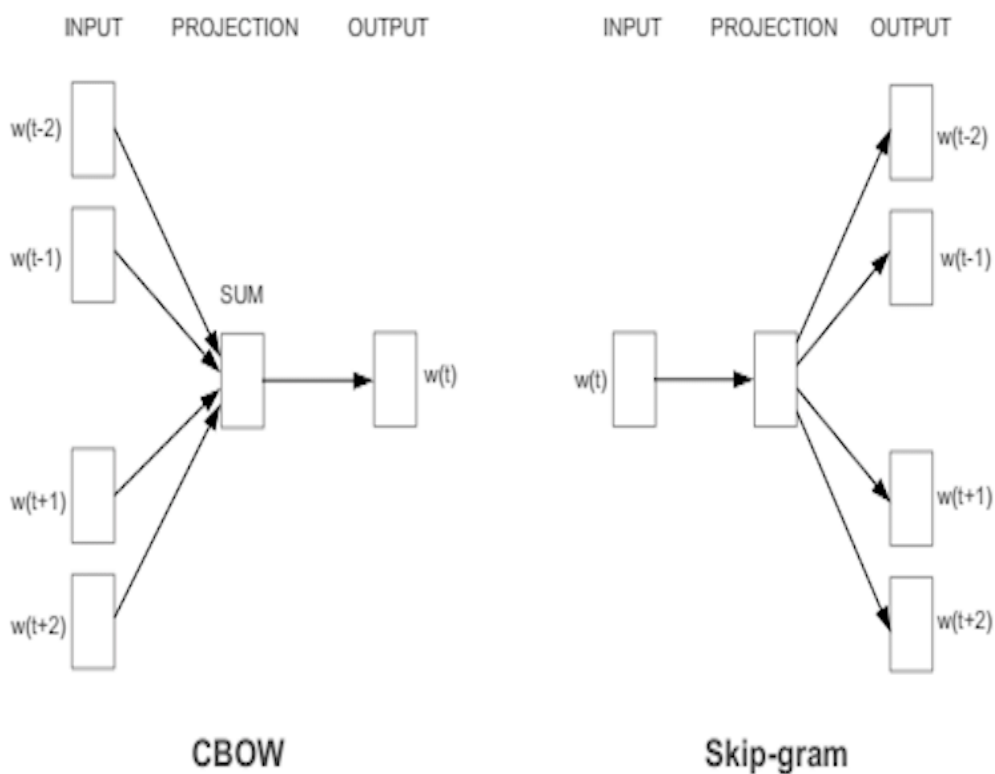 INPUT PROJECTION OUTPUT
w(t-2)
w(t-1)
SUM
w(t)
w(t+1)
w(t+2)
CBOW
INPUT PROJECTION OUTPUT
w(t-2)
w(t-1)
w(t)
w(t+1)
w(t+2)
Skip-gram